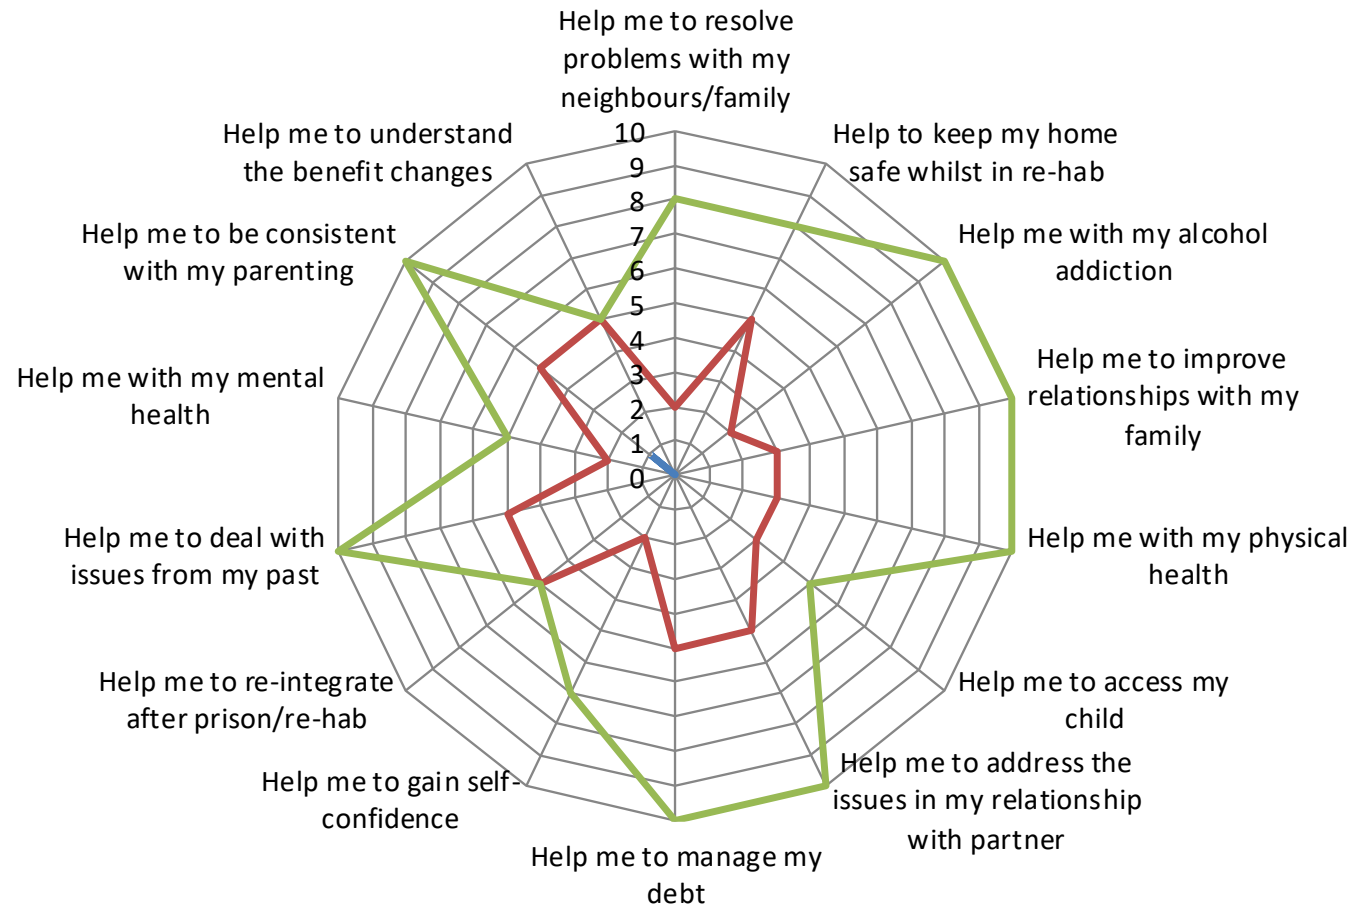 Help me to resolve
problems with my
neighbours/family
Help to keep my home
safe whilst in re-hab
Help me with my alcohol
addiction
Help me to improve
relationships with my
family
Help me with my physical
health
Help me to access my
child
Help me to address the
issues in my relationship
with partner
Help me to manage my
debt
Help me to gain self-
confidence
Help me to re-integrate
after prison/re-hab
Help me to deal with
issues from my past
Help me with my mental
health
Help me to be consistent
with my parenting
Help me to understand
the benefit changes
10
9
8
7
6
5
4
3
2
1
0